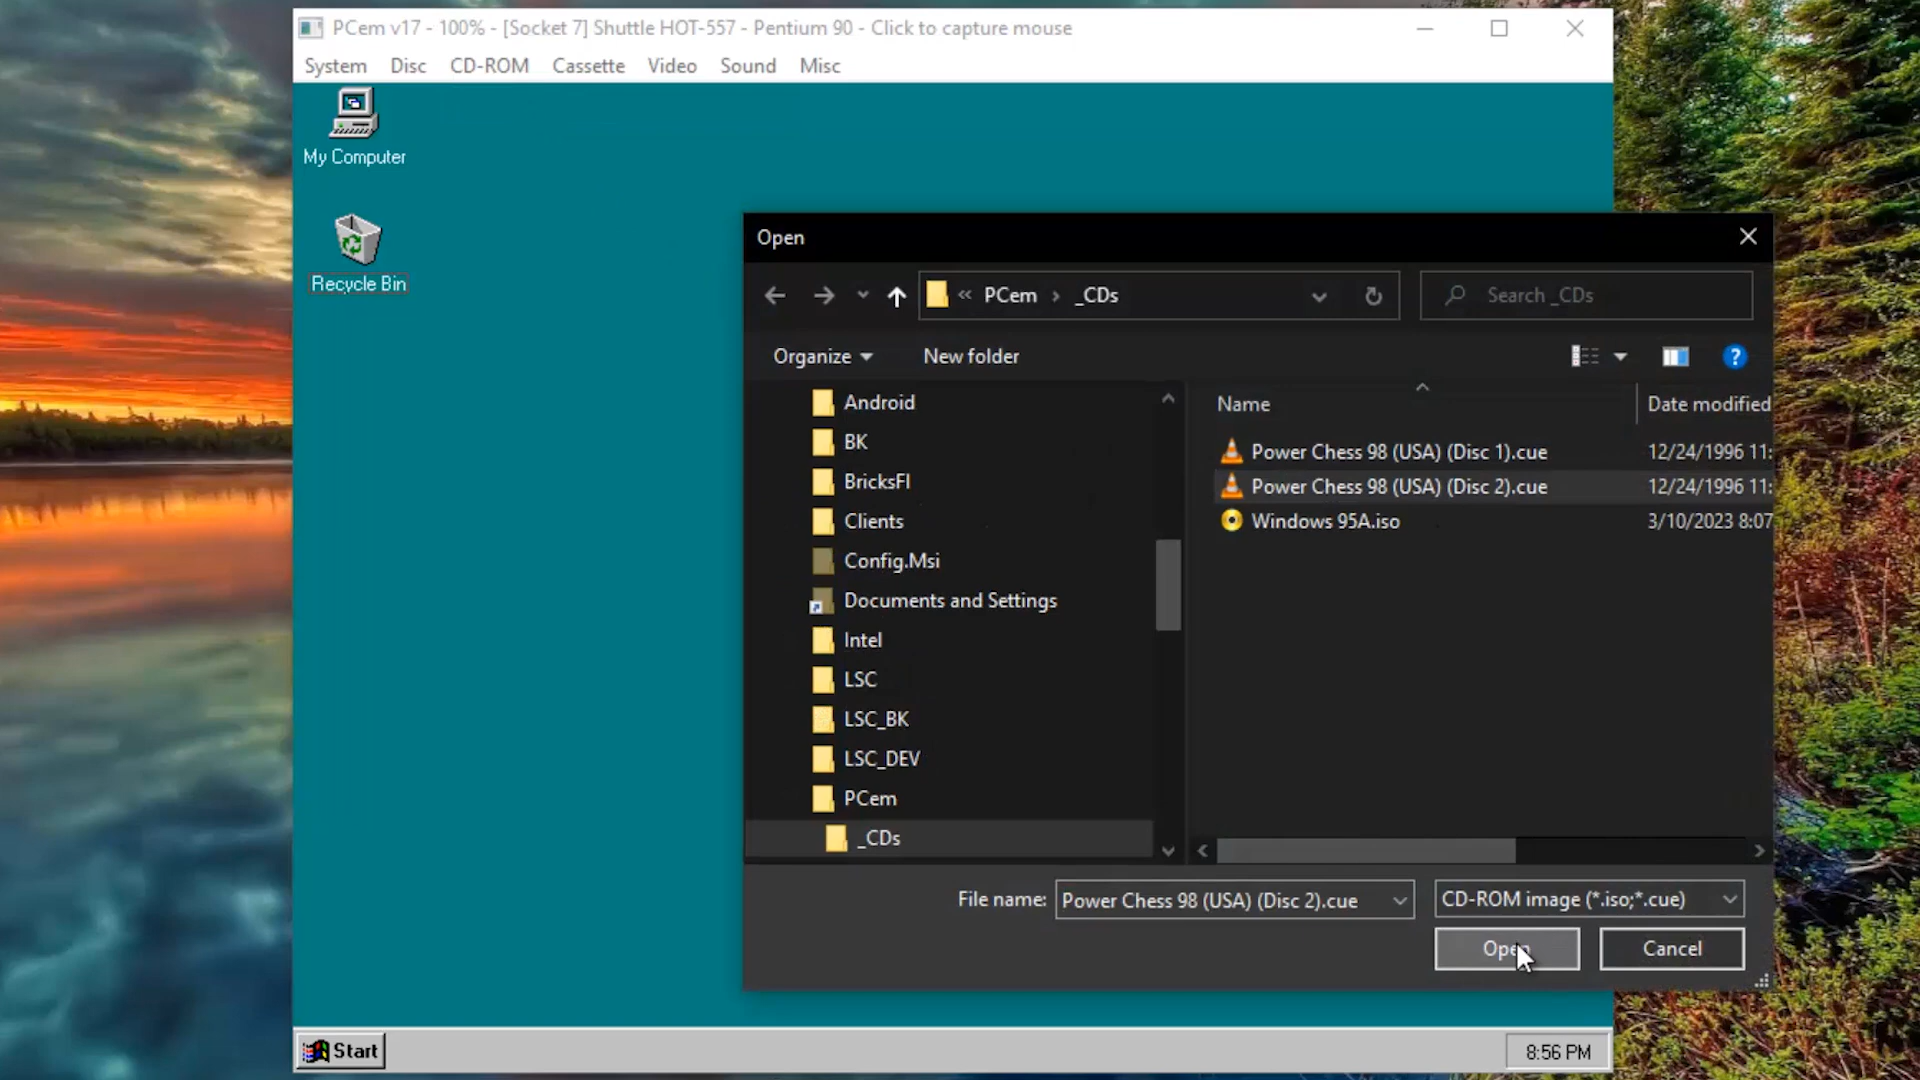 PCem v17 - 100% - [Socket 7] Shuttle HOT-557 - Pentium 90 - Click to capture mouse
System Disc CD-ROM Cassette Video Sound Misc
My Computer
Recycle Bin
Open
« PCem › _CDs
Search _CDs
Organize
New folder
Android
BK
BricksFl
Clients
Config.Msi
Documents and Settings
Intel
LSC
LSC_BK
LSC_DEV
PCem
_CDs
Name Date modified
Power Chess 98 (USA) (Disc 1).cue 12/24/1996 11:
Power Chess 98 (USA) (Disc 2).cue 12/24/1996 11:
Windows 95A.iso 3/10/2023 8:07
File name: Power Chess 98 (USA) (Disc 2).cue CD-ROM image (*.iso;*.cue)
Open Cancel
Start
8:56 PM